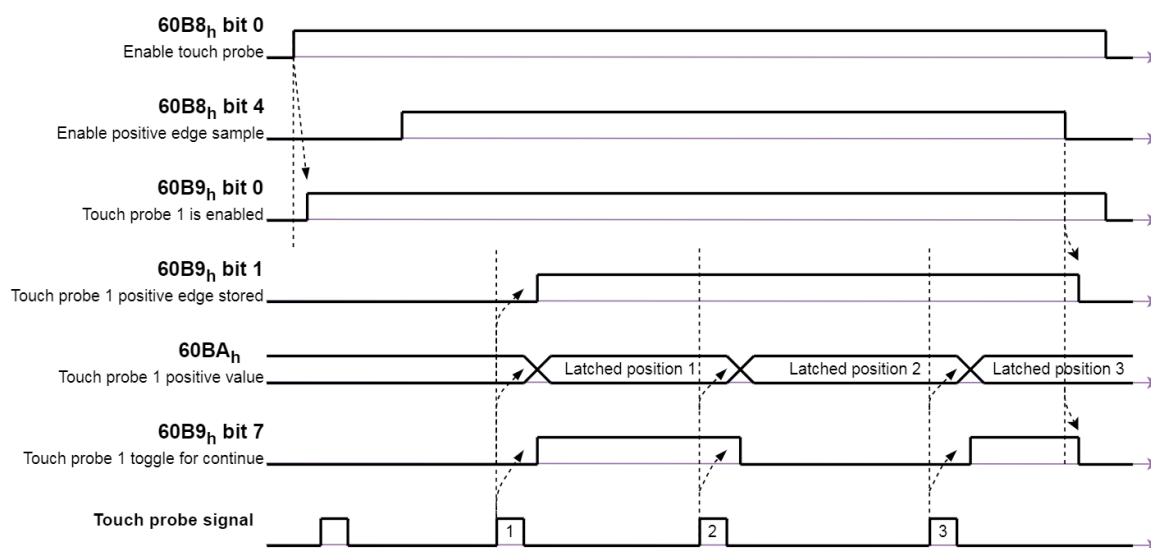 60B8h bit 0
Enable touch probe
60B8h bit 4
Enable positive edge sample
60B9h bit 0
Touch probe 1 is enabled
60B9h bit 1
Touch probe 1 positive edge stored
60BAh
Touch probe 1 positive value
Latched position 1
Latched position 2
Latched position 3
60B9h bit 7
Touch probe 1 toggle for continue
Touch probe signal
1
2
3